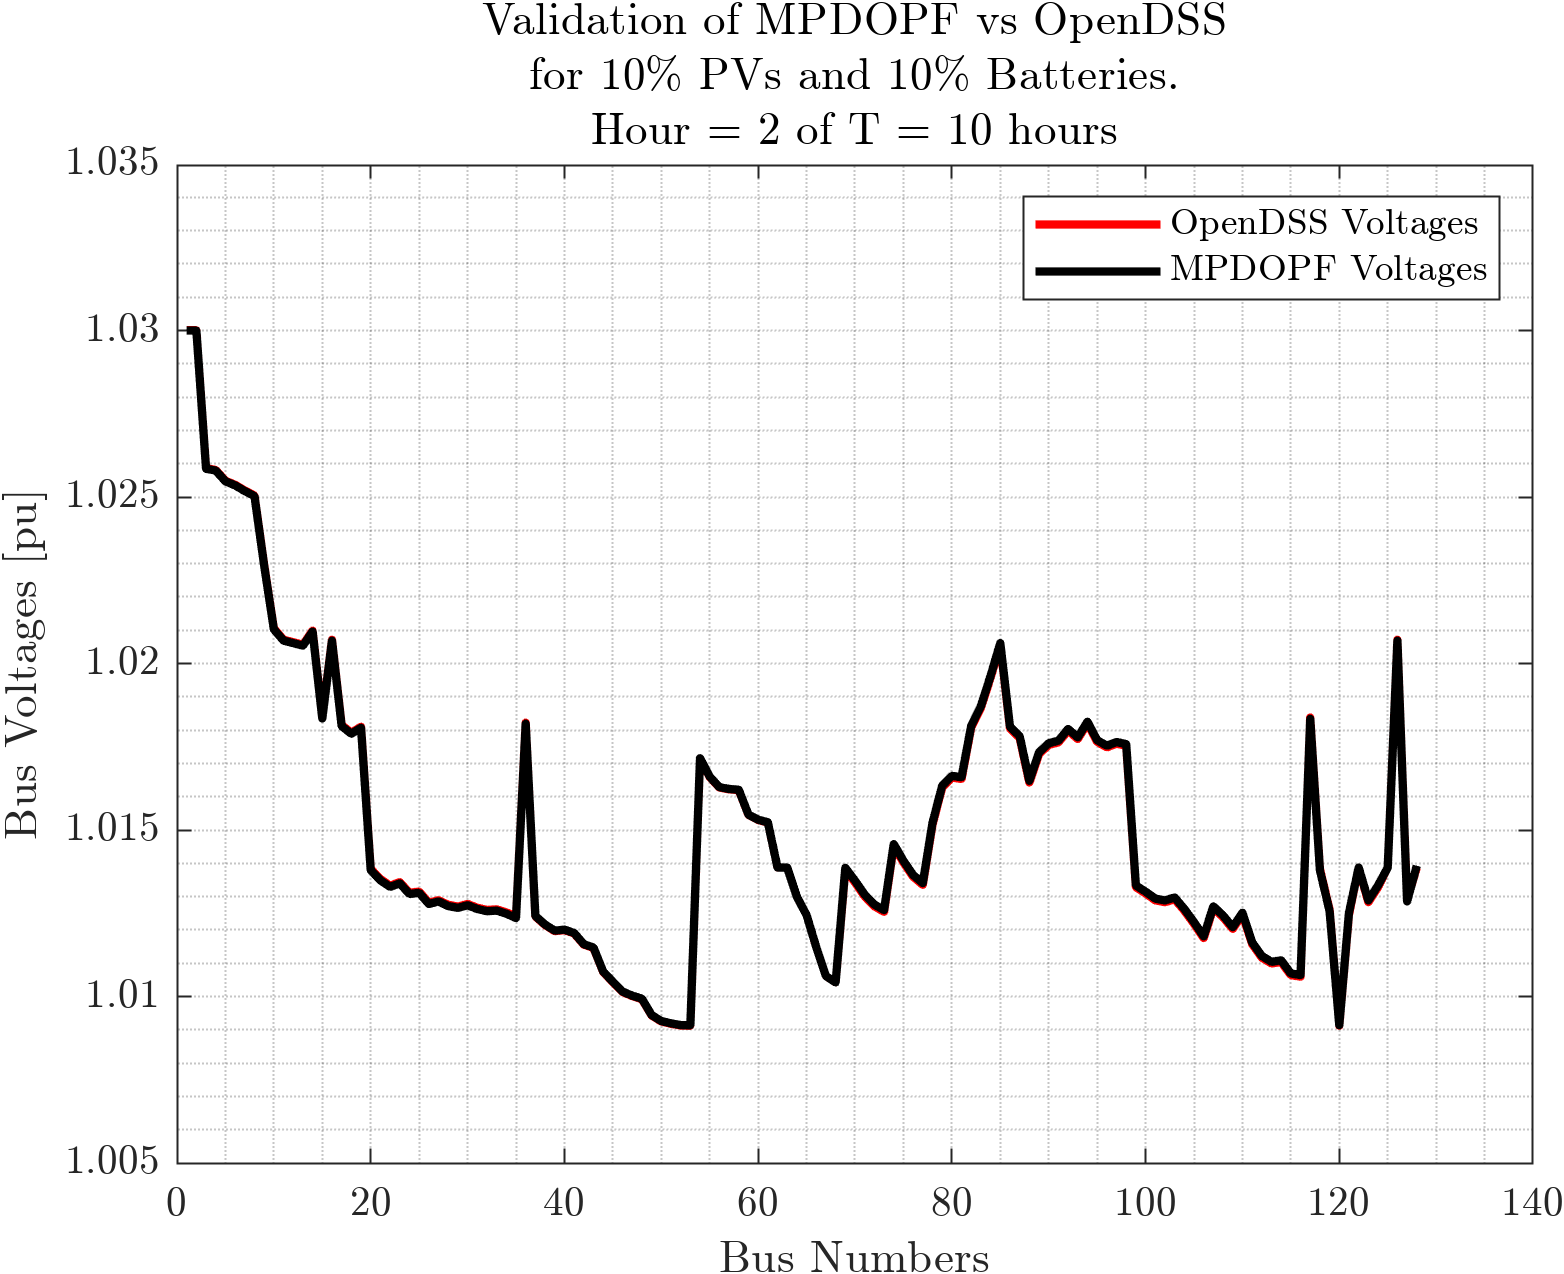 Validation of MPDOPF vs OpenDSS
for 10% PVs and 10% Batteries.
Hour = 2 of T = 10 hours
1.035
OpenDSS Voltages
MPDOPF Voltages
1.03
1.025
1.02
1.015
1.01
1.005
Bus Voltages [pu]
0 20 40 60 80 100 120 140
Bus Numbers